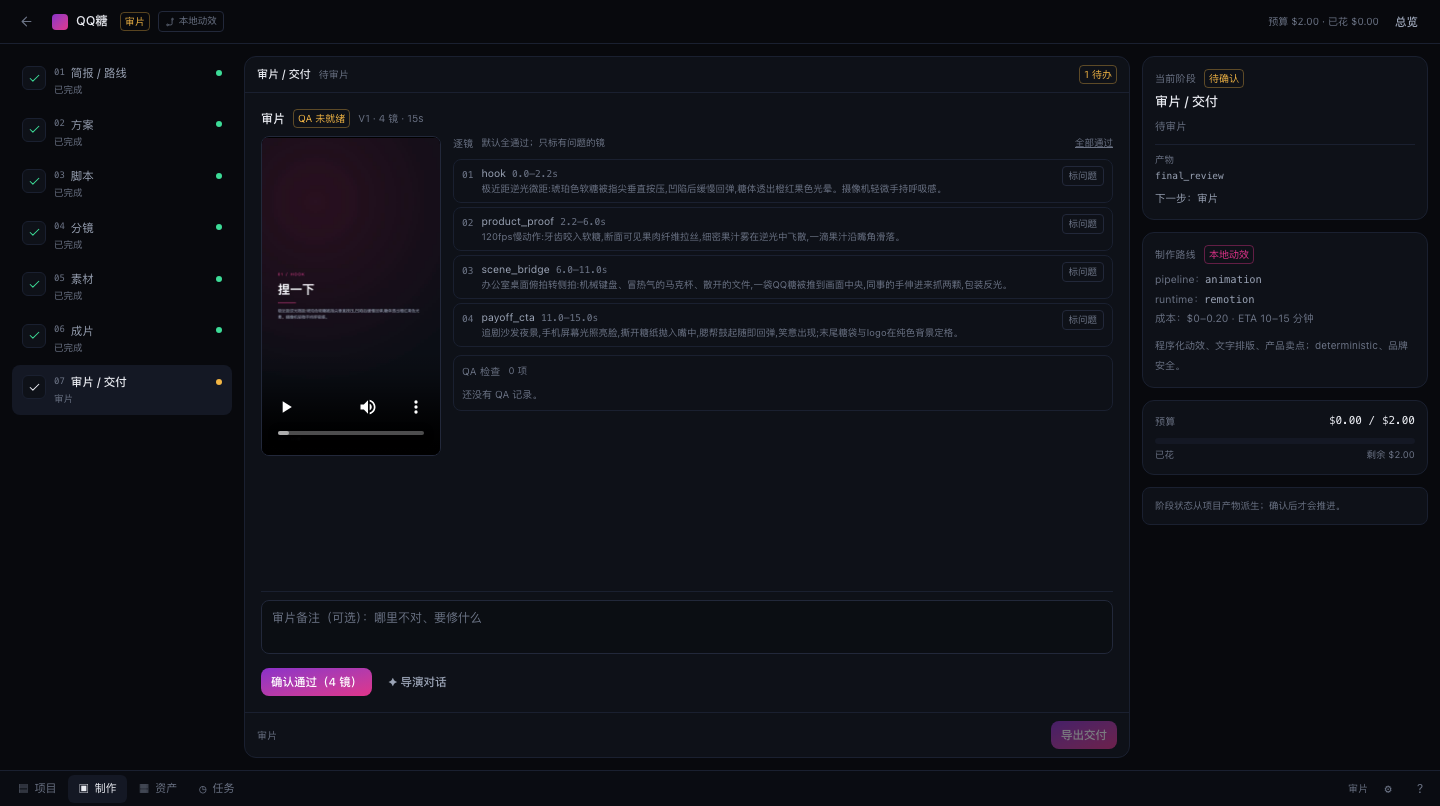 QQ糖 审片 本地动效 预算 $2.00 · 已花 $0.00 总览
01 简报 / 路线
已完成
02 方案
已完成
03 脚本
已完成
04 分镜
已完成
05 素材
已完成
06 成片
已完成
07 审片 / 交付
审片
审片 / 交付 待审片 1 待办
审片 QA 未就绪 V1 · 4 镜 · 15s
捏一下
逐镜 默认全通过；只标有问题的镜 全部通过
01 hook 0.0–2.2s 标问题
极近距逆光微距:琥珀色软糖被指尖垂直按压,凹陷后缓慢回弹,糖体透出橙红果色光晕。摄像机轻微手持呼吸感。
02 product_proof 2.2–6.0s 标问题
120fps慢动作:牙齿咬入软糖,断面可见果肉纤维拉丝,细密果汁雾在逆光中飞散,一滴果汁沿嘴角滑落。
03 scene_bridge 6.0–11.0s 标问题
办公室桌面俯拍转侧拍:机械键盘、冒热气的马克杯、散开的文件,一袋QQ糖被推到画面中央,同事的手伸进来抓两颗,包装反光。
04 payoff_cta 11.0–15.0s 标问题
追剧沙发夜景,手机屏幕光照亮脸,撕开糖纸抛入嘴中,腮帮鼓起随即回弹,笑意出现;末尾糖袋与logo在纯色背景定格。
QA 检查 0 项
还没有 QA 记录。
审片备注（可选）：哪里不对、要修什么
确认通过（4 镜） ✦ 导演对话
审片 导出交付
当前阶段 待确认
审片 / 交付
待审片
产物
final_review
下一步：审片
制作路线 本地动效
pipeline: animation
runtime: remotion
成本：$0–0.20 · ETA 10–15 分钟
程序化动效、文字排版、产品卖点；deterministic、品牌
安全。
预算 $0.00 / $2.00
已花 剩余 $2.00
阶段状态从项目产物派生；确认后才会推进。
项目 制作 资产 任务 审片 ?